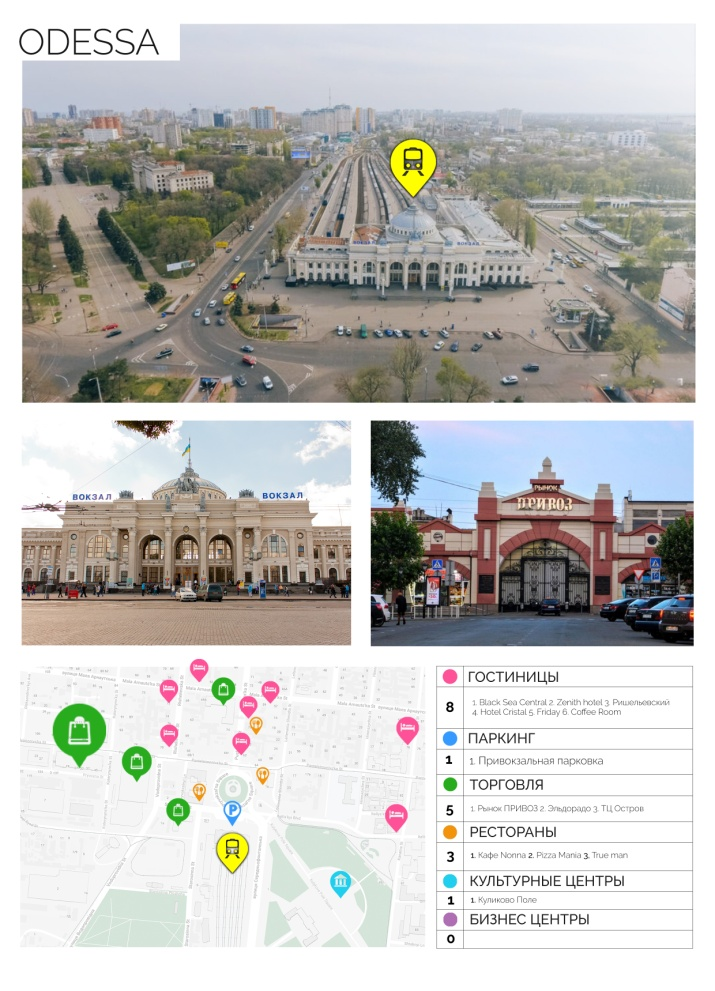 ODESSA
ВОКЗАЛ ВОКЗАЛ
ВОКЗАЛ
ВОКЗАЛ
РЫНОК
ПРИВОЗ
P
ГОСТИНИЦЫ
8
1. Black Sea Central 2. Zenith hotel 3. Ришельевский
4. Hotel Cristal 5. Friday 6. Coffee Room
ПАРКИНГ
1
1. Привокзальная парковка
ТОРГОВЛЯ
5
1. Рынок ПРИВОЗ 2. Эльдорадо 3. ТЦ Остров
РЕСТОРАНЫ
3
1. Кафе Nonna 2. Pizza Mania 3. True man
КУЛЬТУРНЫЕ ЦЕНТРЫ
1
1. Куликово Поле
БИЗНЕС ЦЕНТРЫ
0